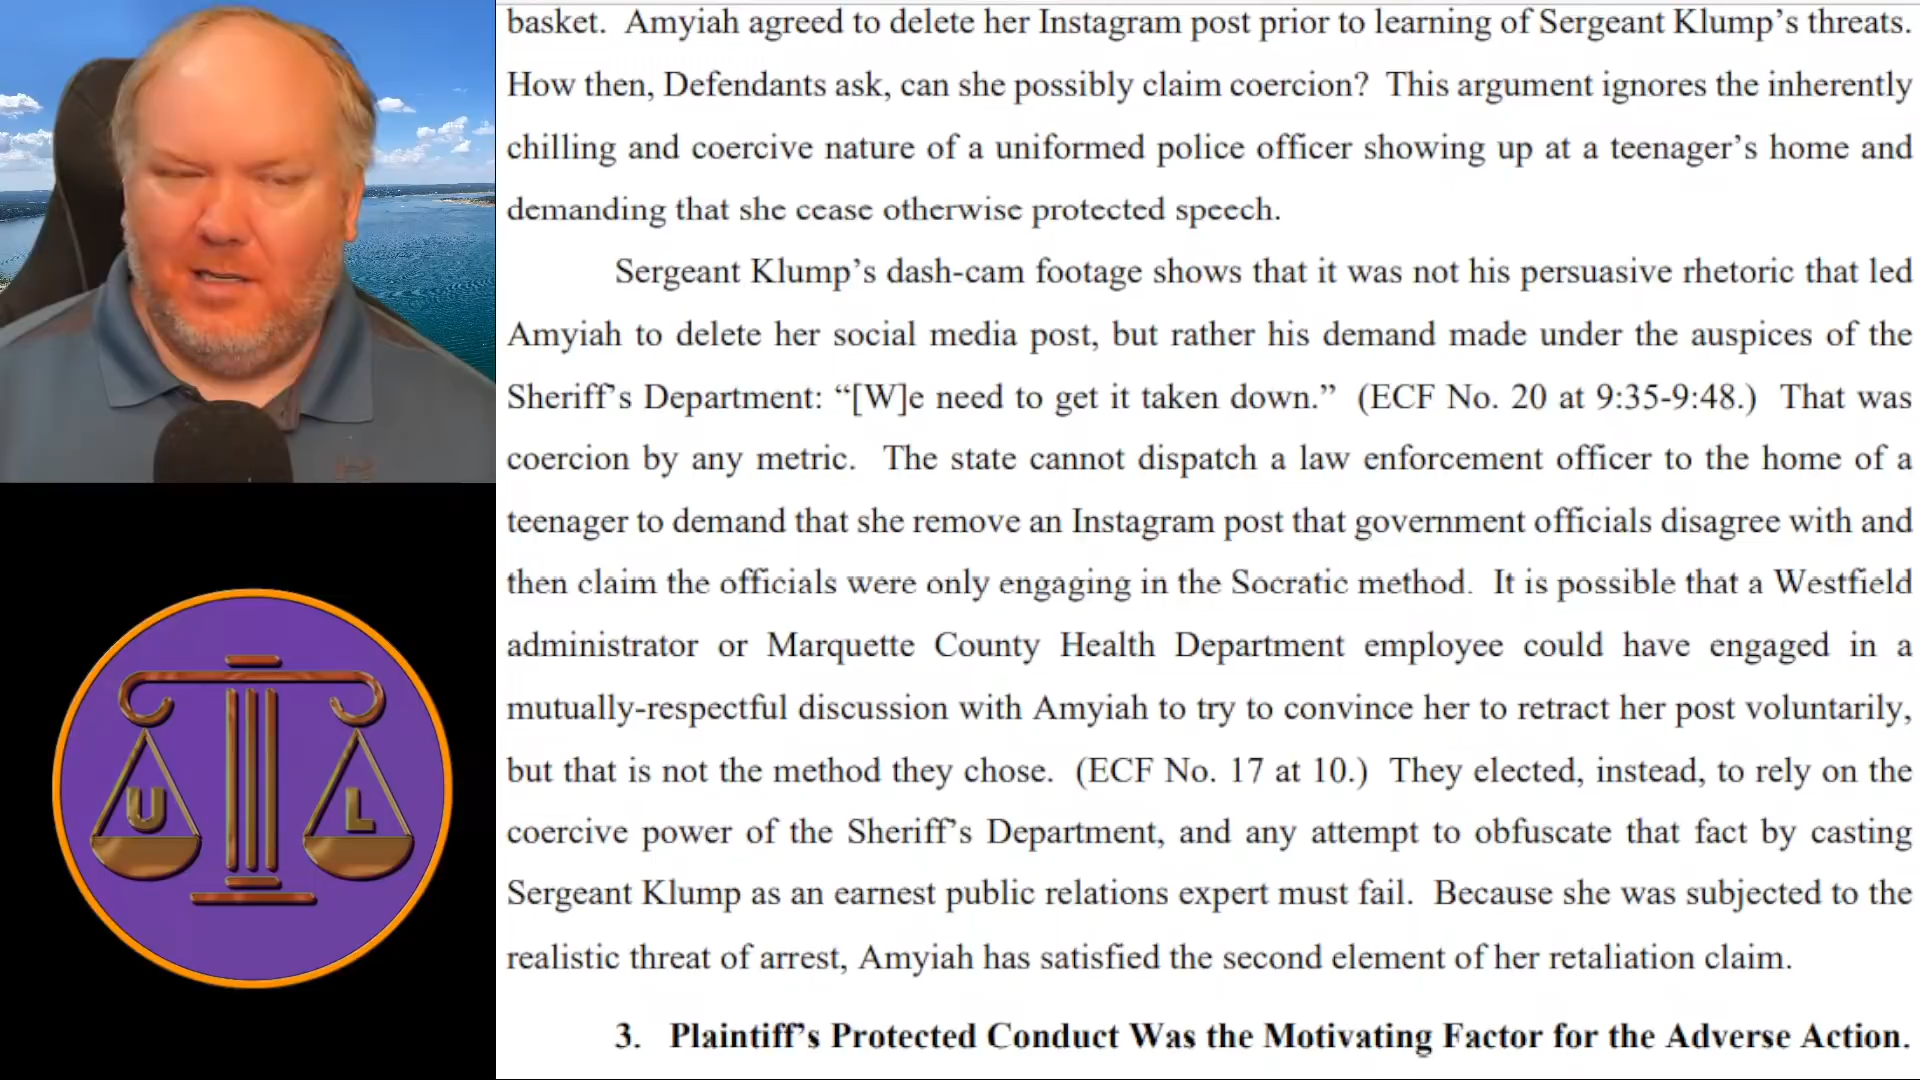 basket. Amyiah agreed to delete her Instagram post prior to learning of Sergeant Klump’s threats.
How then, Defendants ask, can she possibly claim coercion? This argument ignores the inherently
chilling and coercive nature of a uniformed police officer showing up at a teenager’s home and
demanding that she cease otherwise protected speech.
Sergeant Klump’s dash-cam footage shows that it was not his persuasive rhetoric that led
Amyiah to delete her social media post, but rather his demand made under the auspices of the
Sheriff’s Department: “[W]e need to get it taken down.” (ECF No. 20 at 9:35-9:48.) That was
coercion by any metric. The state cannot dispatch a law enforcement officer to the home of a
teenager to demand that she remove an Instagram post that government officials disagree with and
then claim the officials were only engaging in the Socratic method. It is possible that a Westfield
administrator or Marquette County Health Department employee could have engaged in a
mutually-respectful discussion with Amyiah to try to convince her to retract her post voluntarily,
but that is not the method they chose. (ECF No. 17 at 10.) They elected, instead, to rely on the
coercive power of the Sheriff’s Department, and any attempt to obfuscate that fact by casting
Sergeant Klump as an earnest public relations expert must fail. Because she was subjected to the
realistic threat of arrest, Amyiah has satisfied the second element of her retaliation claim.
3. Plaintiff’s Protected Conduct Was the Motivating Factor for the Adverse Action.
U L